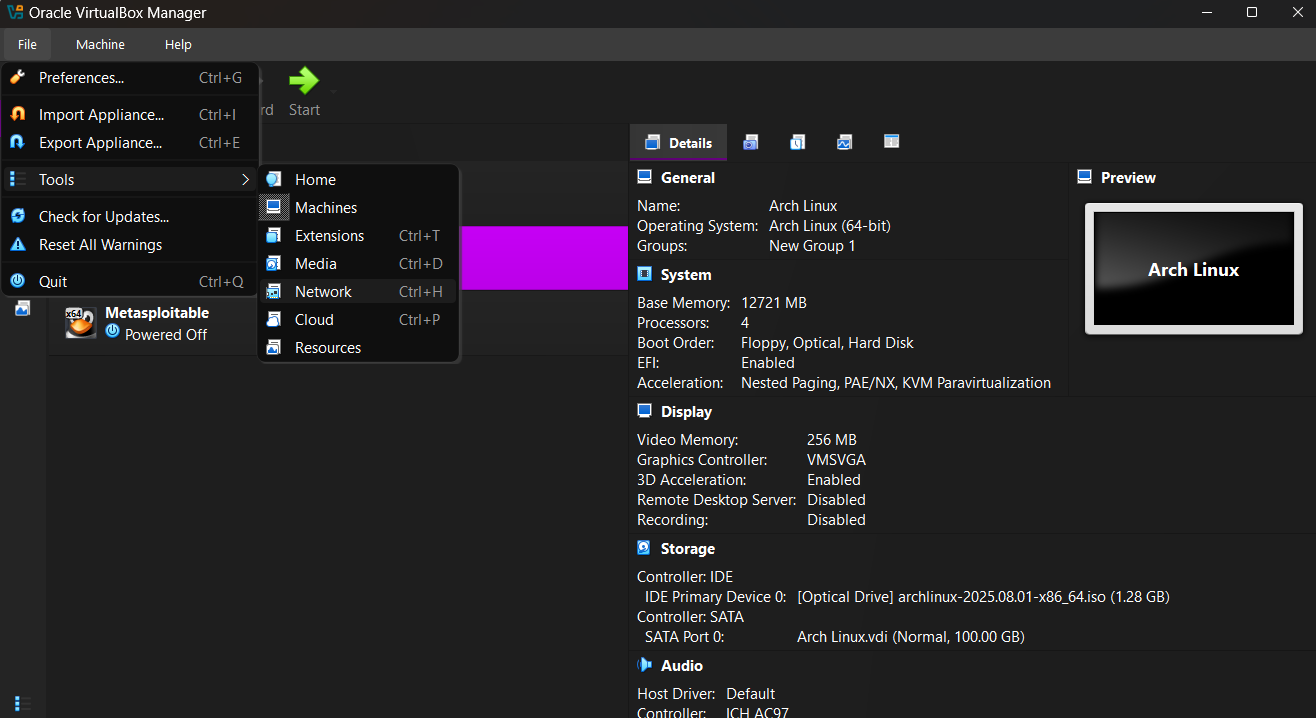 Oracle VirtualBox Manager
File Machine Help
Preferences... Ctrl+G
Import Appliance... Ctrl+I
Export Appliance... Ctrl+E
Tools
Check for Updates...
Reset All Warnings
Quit Ctrl+Q
Home
Machines
Extensions Ctrl+T
Media Ctrl+D
Network Ctrl+H
Cloud Ctrl+P
Resources
rd Start
x64
Metasploitable
Powered Off
Details
General
Name: Arch Linux
Operating System: Arch Linux (64-bit)
Groups: New Group 1
Preview
Arch Linux
System
Base Memory: 12721 MB
Processors: 4
Boot Order: Floppy, Optical, Hard Disk
EFI: Enabled
Acceleration: Nested Paging, PAE/NX, KVM Paravirtualization
Display
Video Memory: 256 MB
Graphics Controller: VMSVGA
3D Acceleration: Enabled
Remote Desktop Server: Disabled
Recording: Disabled
Storage
Controller: IDE
IDE Primary Device 0: [Optical Drive] archlinux-2025.08.01-x86_64.iso (1.28 GB)
Controller: SATA
SATA Port 0: Arch Linux.vdi (Normal, 100.00 GB)
Audio
Host Driver: Default
Controller: ICH AC97